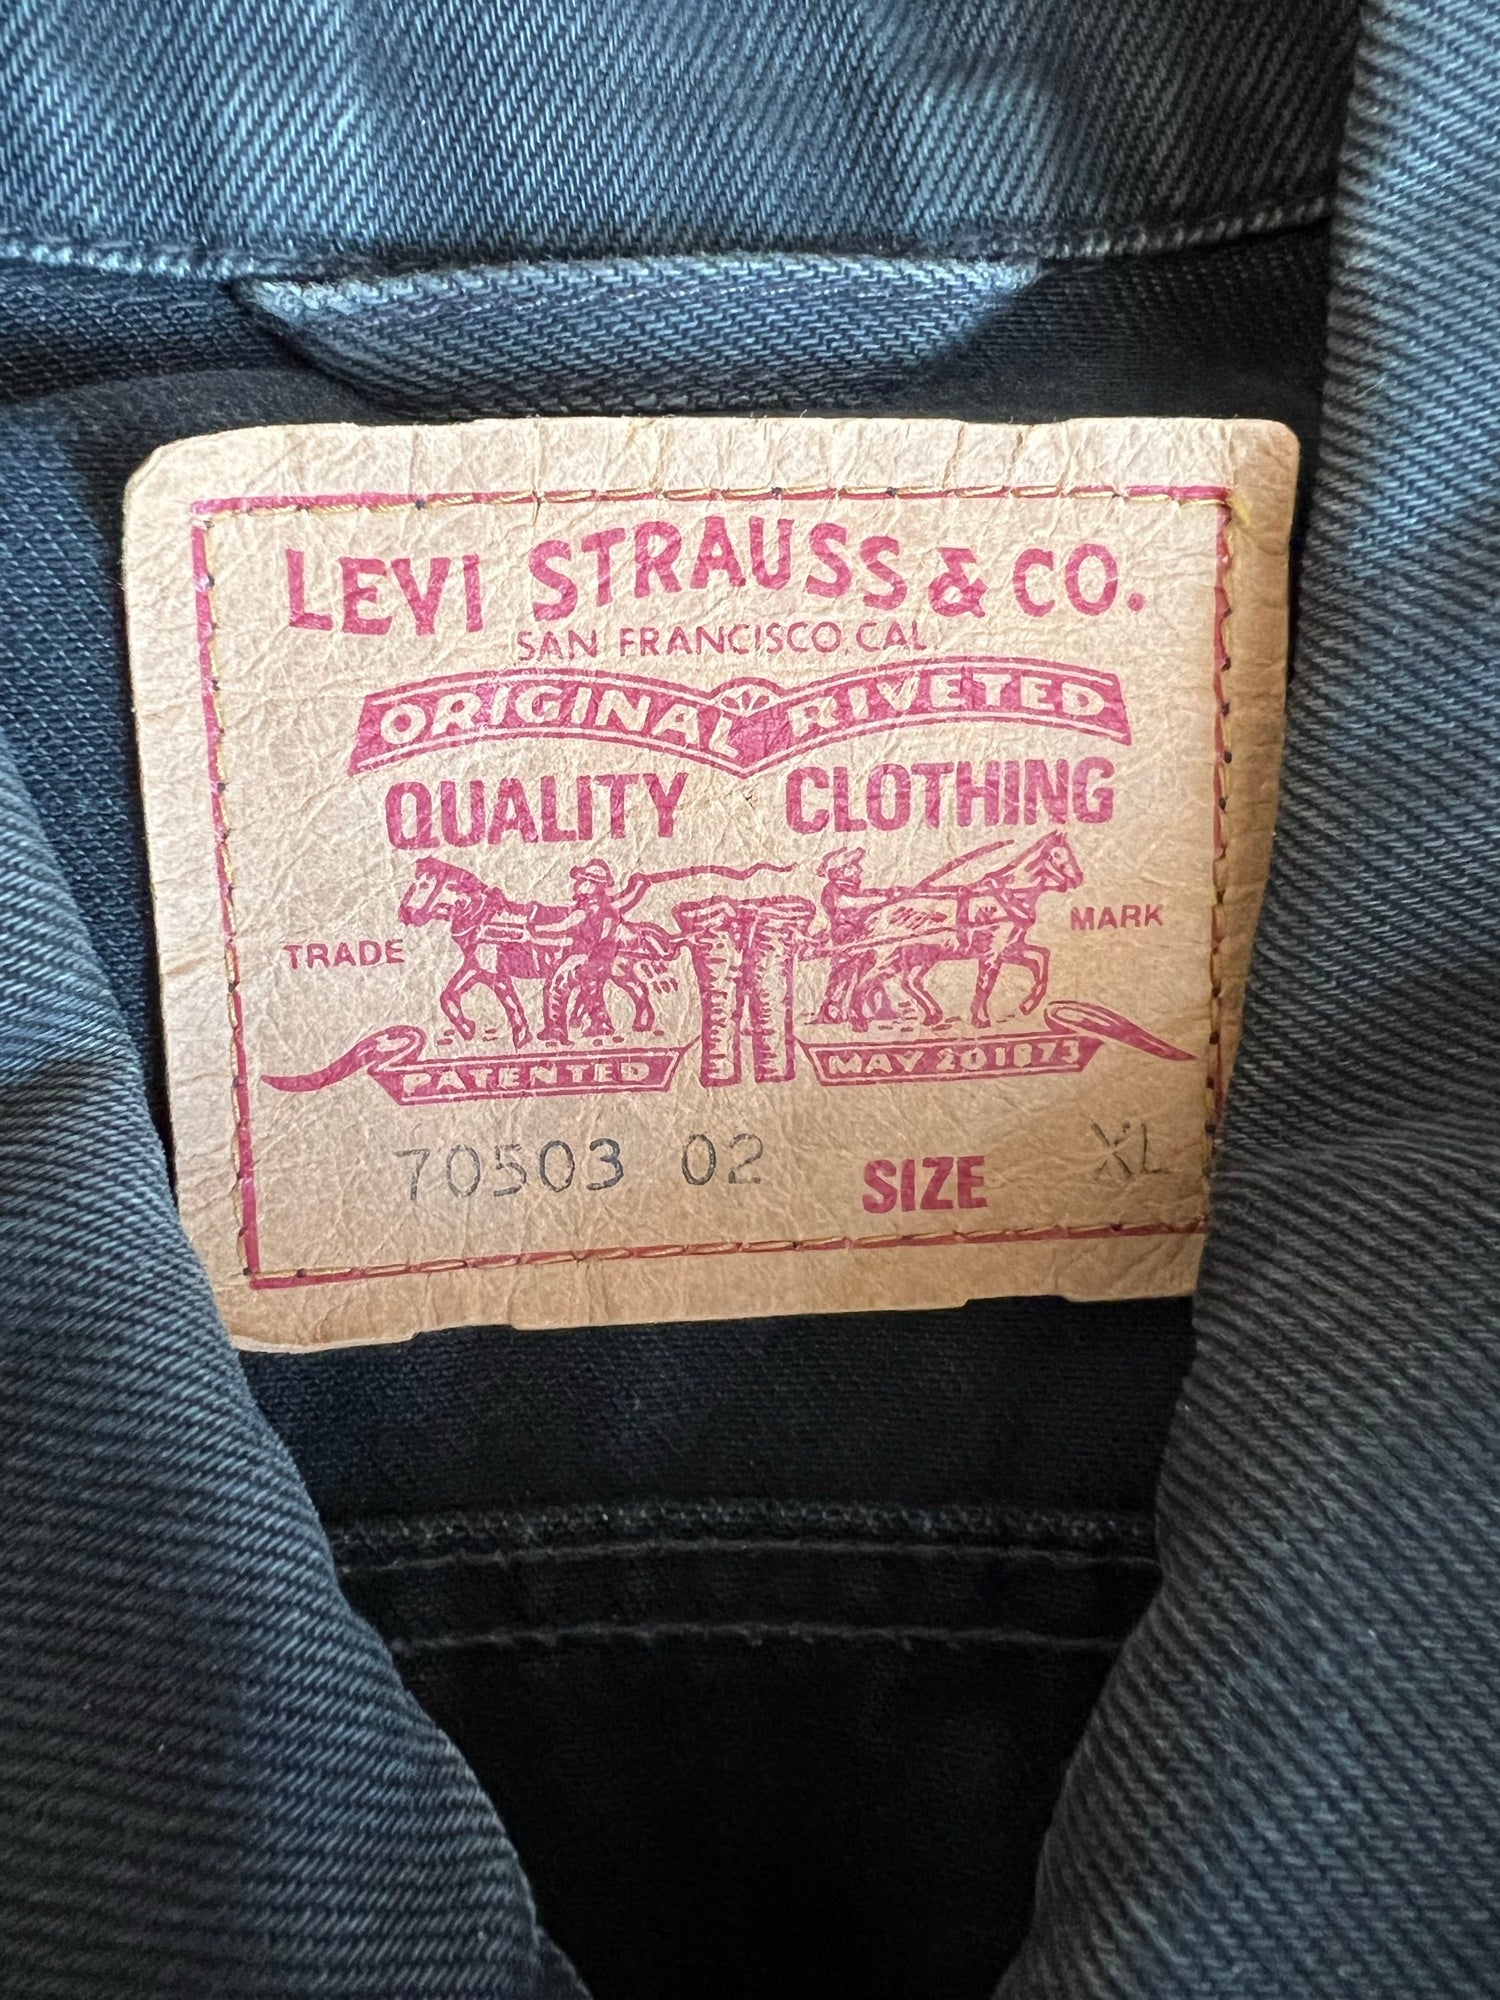 LEVI STRAUSS & CO.
SAN FRANCISCO, CAL.
ORIGINAL RIVETED
QUALITY CLOTHING
TRADE MARK
PATENTED MAY 20 1873
70503 02 SIZE XL